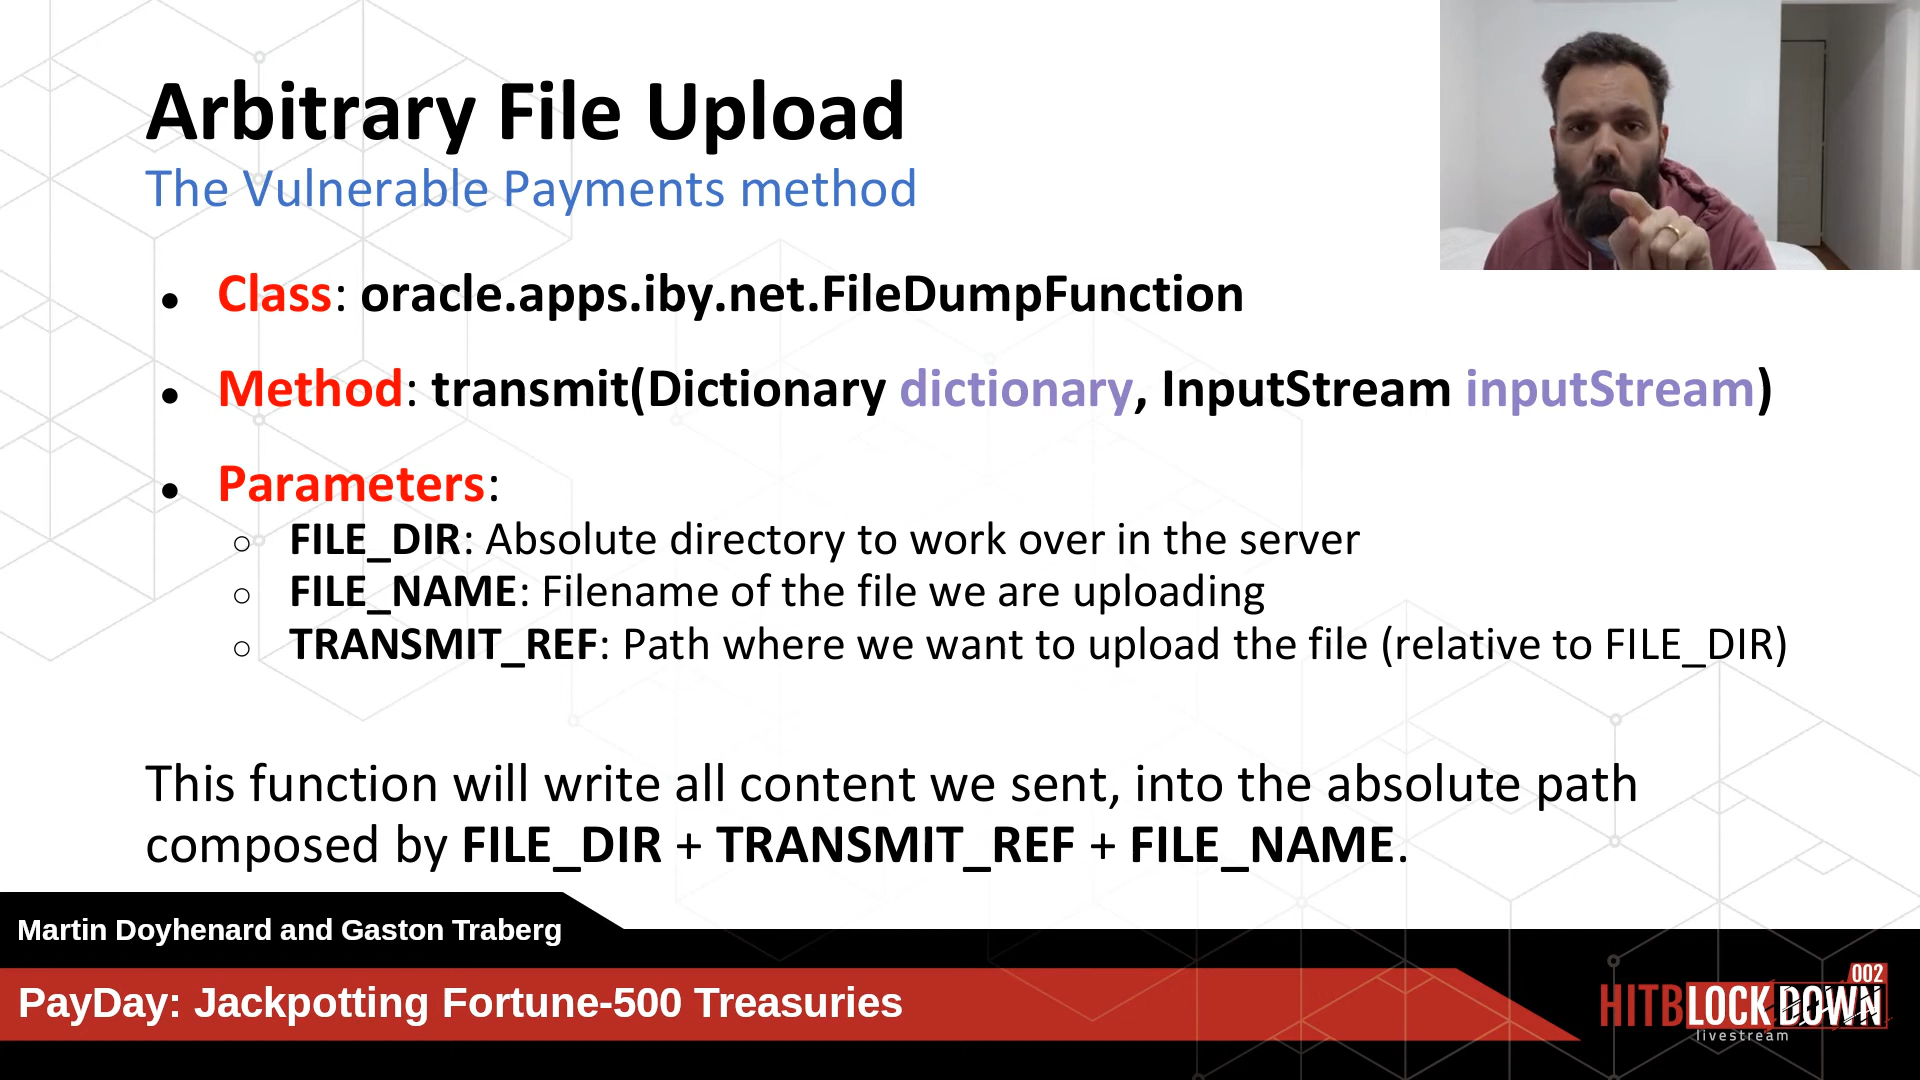 Arbitrary File Upload
The Vulnerable Payments method
● Class: oracle.apps.iby.net.FileDumpFunction
● Method: transmit(Dictionary dictionary, InputStream inputStream)
● Parameters:
○ FILE_DIR: Absolute directory to work over in the server
○ FILE_NAME: Filename of the file we are uploading
○ TRANSMIT_REF: Path where we want to upload the file (relative to FILE_DIR)
This function will write all content we sent, into the absolute path
composed by FILE_DIR + TRANSMIT_REF + FILE_NAME.
Martin Doyhenard and Gaston Traberg
PayDay: Jackpotting Fortune-500 Treasuries
002
HITBLOCKDOWN
livestream